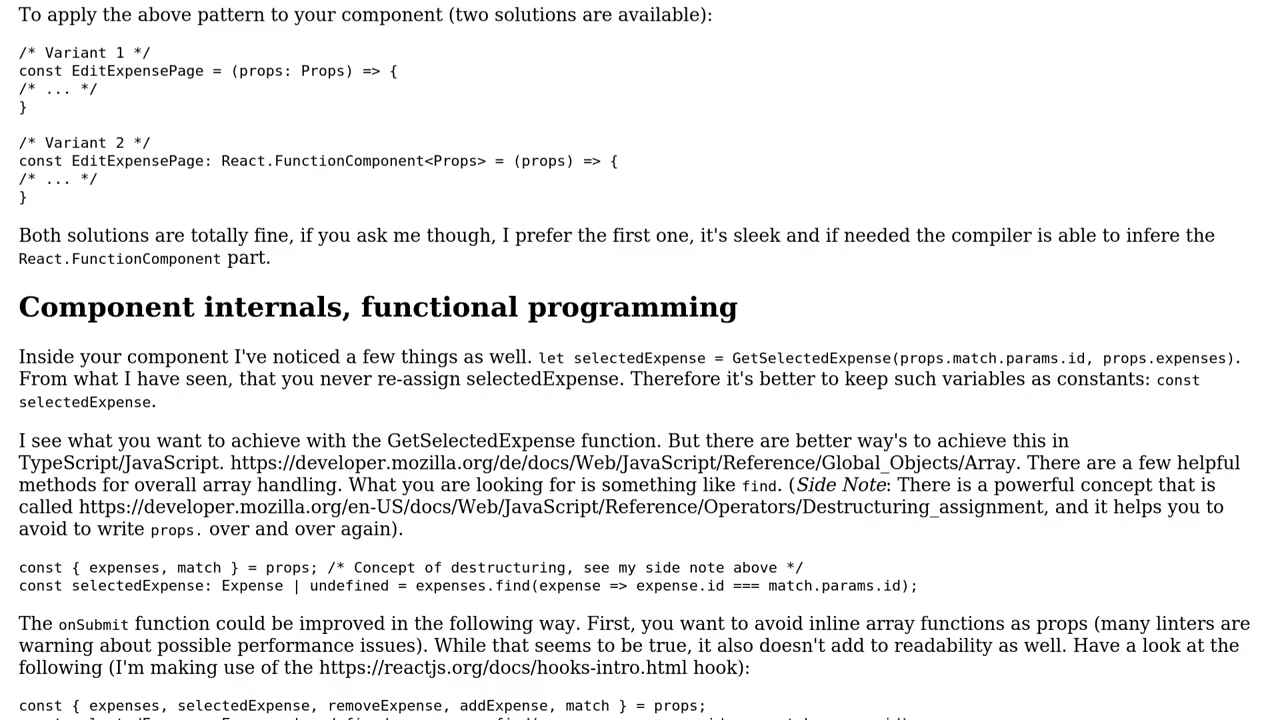 To apply the above pattern to your component (two solutions are available):
/* Variant 1 */
const EditExpensePage = (props: Props) => {
/* ... */
}
/* Variant 2 */
const EditExpensePage: React.FunctionComponent<Props> = (props) => {
/* ... */
}
Both solutions are totally fine, if you ask me though, I prefer the first one, it's sleek and if needed the compiler is able to infere the
React.FunctionComponent part.
Component internals, functional programming
Inside your component I've noticed a few things as well. let selectedExpense = GetSelectedExpense(props.match.params.id, props.expenses).
From what I have seen, that you never re-assign selectedExpense. Therefore it's better to keep such variables as constants: const
selectedExpense.
I see what you want to achieve with the GetSelectedExpense function. But there are better way's to achieve this in
TypeScript/JavaScript. https://developer.mozilla.org/de/docs/Web/JavaScript/Reference/Global_Objects/Array. There are a few helpful
methods for overall array handling. What you are looking for is something like find. (Side Note: There is a powerful concept that is
called https://developer.mozilla.org/en-US/docs/Web/JavaScript/Reference/Operators/Destructuring_assignment, and it helps you to
avoid to write props. over and over again).
const { expenses, match } = props; /* Concept of destructuring, see my side note above */
const selectedExpense: Expense | undefined = expenses.find(expense => expense.id === match.params.id);
The onSubmit function could be improved in the following way. First, you want to avoid inline array functions as props (many linters are
warning about possible performance issues). While that seems to be true, it also doesn't add to readability as well. Have a look at the
following (I'm making use of the https://reactjs.org/docs/hooks-intro.html hook):
const { expenses, selectedExpense, removeExpense, addExpense, match } = props;